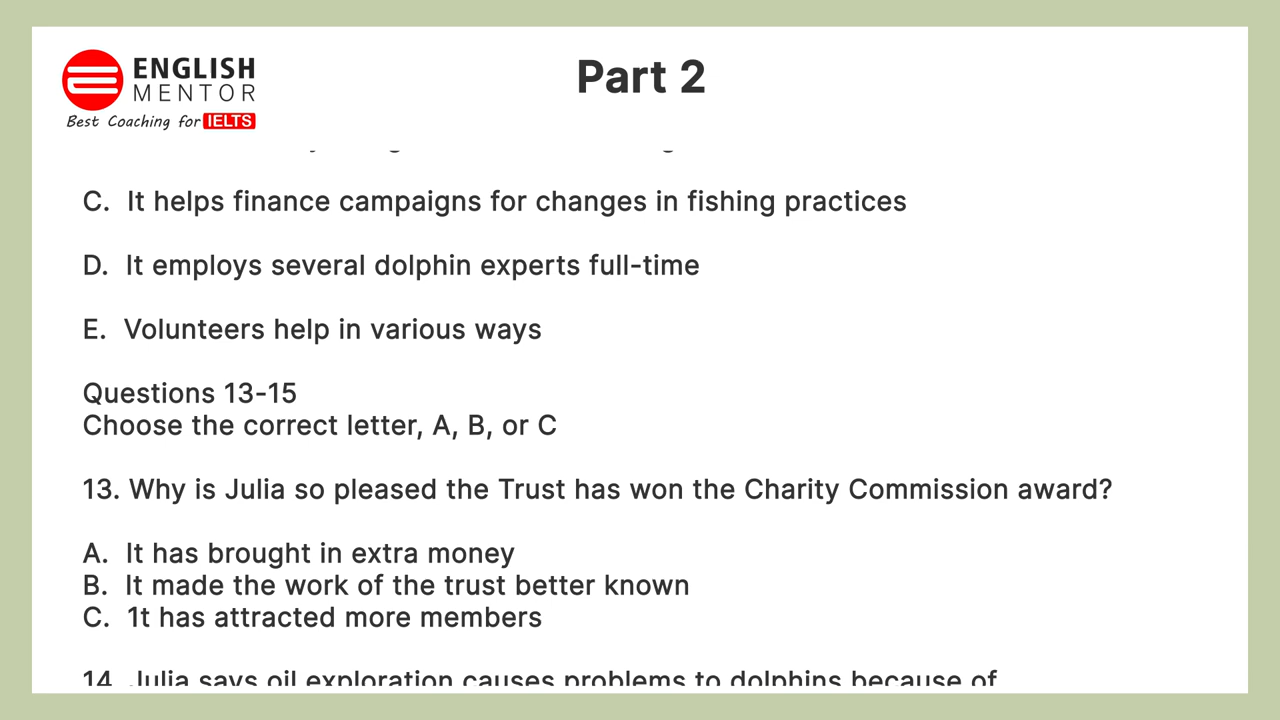 ENGLISH
MENTOR
Best Coaching for IELTS
Part 2
C. It helps finance campaigns for changes in fishing practices
D. It employs several dolphin experts full-time
E. Volunteers help in various ways
Questions 13-15
Choose the correct letter, A, B, or C
13. Why is Julia so pleased the Trust has won the Charity Commission award?
A. It has brought in extra money
B. It made the work of the trust better known
C. 1t has attracted more members
14. Julia says oil exploration causes problems to dolphins because of